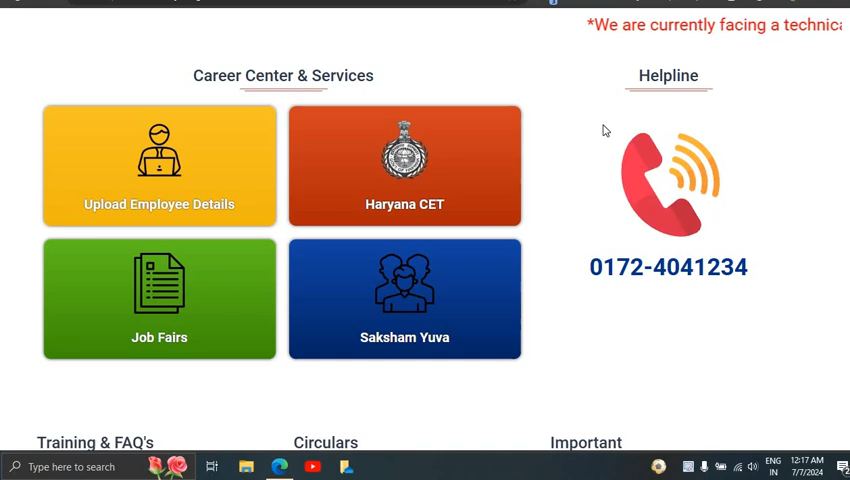 *We are currently facing a technica
Career Center & Services
Helpline
Upload Employee Details
Haryana CET
0172-4041234
Job Fairs
Saksham Yuva
Training & FAQ's
Circulars
Important
Type here to search
ENG
IN
12:17 AM
7/7/2024